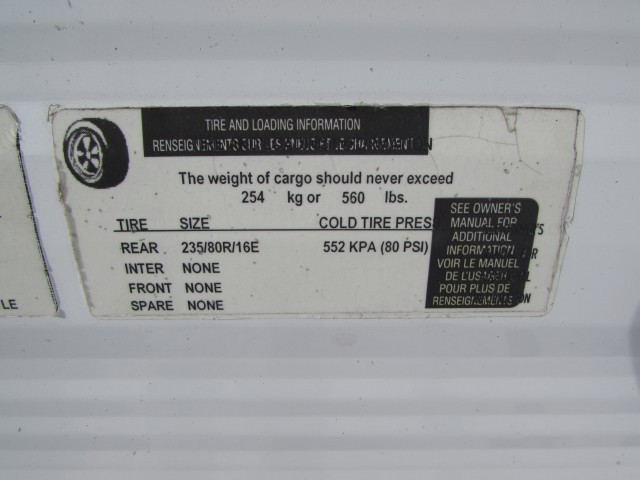 TIRE AND LOADING INFORMATION
The weight of cargo should never exceed
254 kg or 560 lbs.
TIRE SIZE COLD TIRE PRES
REAR 235/80R/16E 552 KPA (80 PSI)
INTER NONE
FRONT NONE
SPARE NONE
SEE OWNER'S
MANUAL FOR
ADDITIONAL
INFORMATION
VOIR LE MANUEL
DE L'USAGER
POUR PLUS DE
RENSEIGNEMENTS
LE